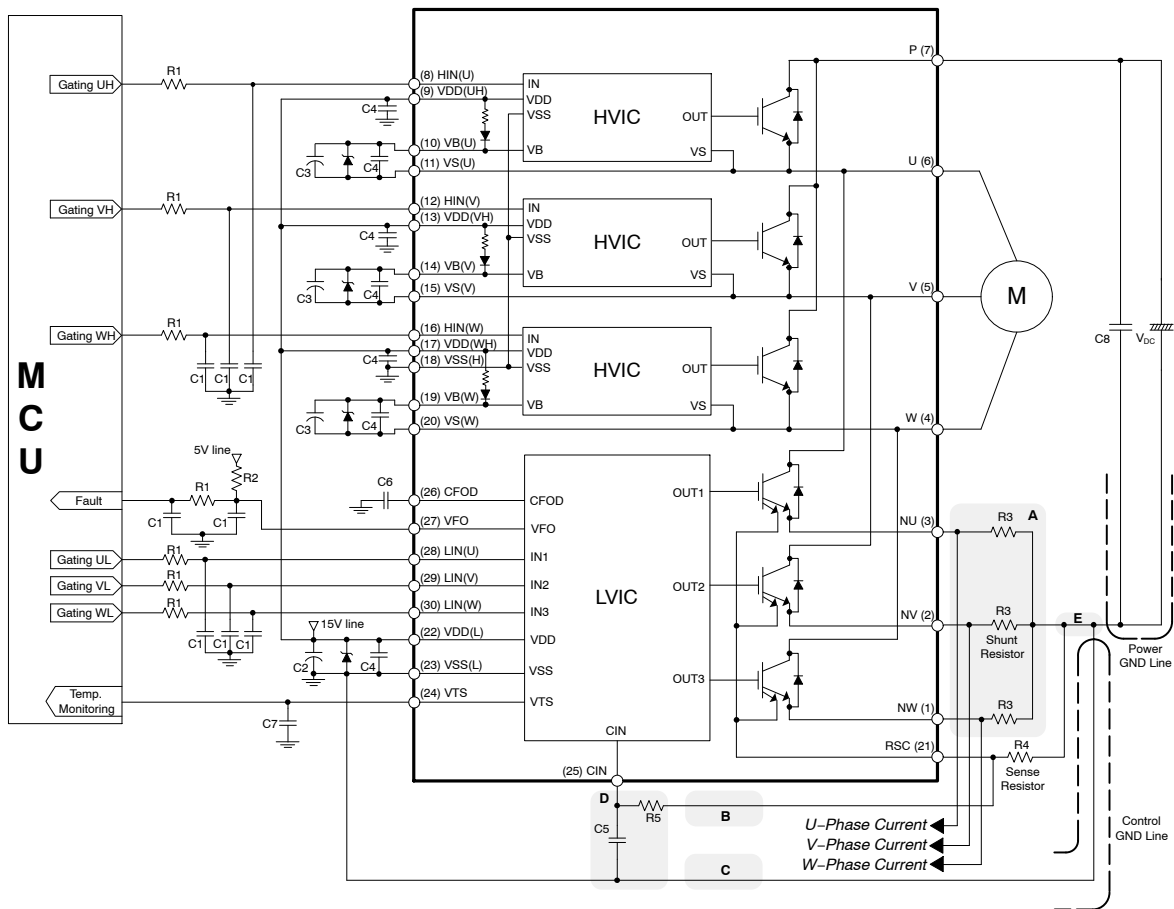 P (7)
R1
Gating UH
(8) HIN(U)
IN
(9) VDD(UH)
VDD
C4
VSS
HVIC
OUT
(10) VB(U)
VB
VS
(11) VS(U)
U (6)
C3
C4
R1
Gating VH
(12) HIN(V)
IN
(13) VDD(VH)
VDD
C4
VSS
HVIC
OUT
(14) VB(V)
VB
VS
(15) VS(V)
V (5)
C3
C4
M
R1
Gating WH
(16) HIN(W)
IN
(17) VDD(WH)
VDD
C4
(18) VSS(H)
VSS
HVIC
OUT
C8
VDC
C1
C1
C1
(19) VB(W)
VB
VS
(20) VS(W)
W (4)
C3
C4
M
C
U
5V line
R2
C6
(26) CFOD
CFOD
OUT1
Fault
R1
C1
C1
(27) VFO
VFO
NU (3)
R3
A
R1
Gating UL
(28) LIN(U)
IN1
R1
Gating VL
(29) LIN(V)
IN2
LVIC
OUT2
R1
Gating WL
(30) LIN(W)
IN3
NV (2)
R3
Shunt
Resistor
E
C1
C1
C1
15V line
(22) VDD(L)
VDD
C2
C4
(23) VSS(L)
VSS
OUT3
Power
GND Line
Temp.
Monitoring
(24) VTS
VTS
C7
NW (1)
R3
CIN
RSC (21)
R4
Sense
Resistor
(25) CIN
D
R5
B
C5
U-Phase Current
V-Phase Current
W-Phase Current
Control
GND Line
C